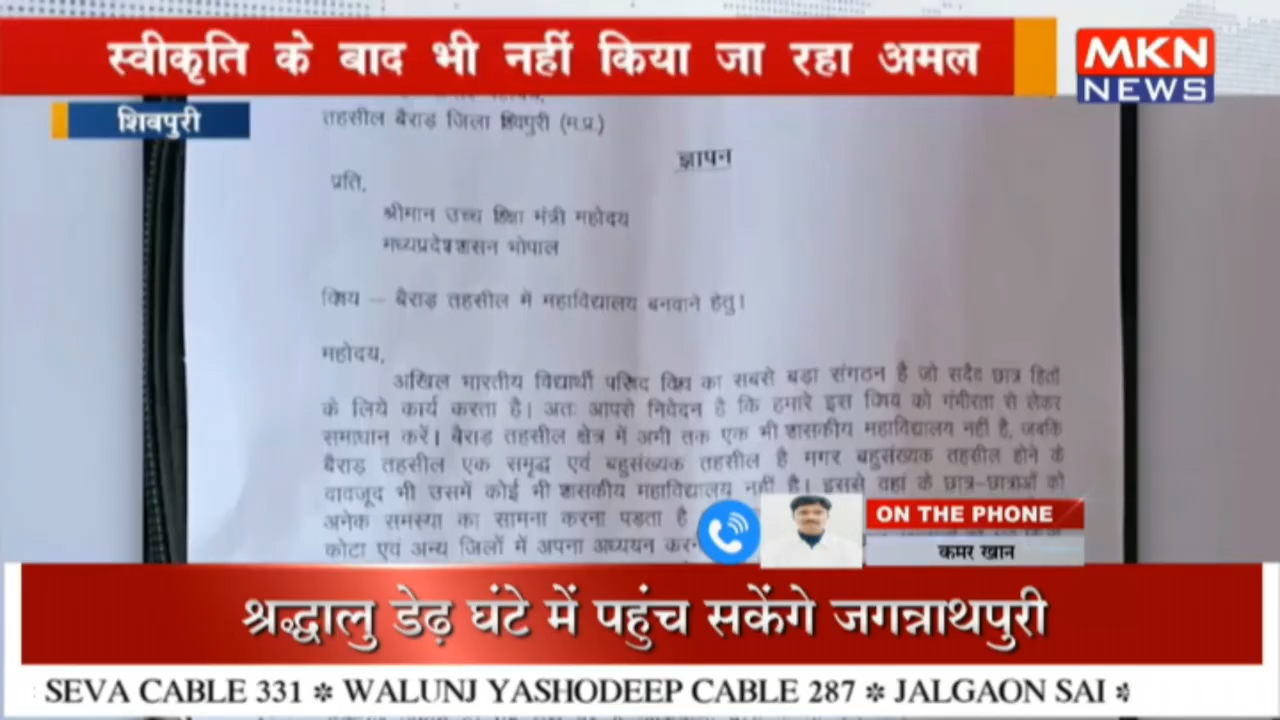 स्वीकृति के बाद भी नहीं किया जा रहा अमल
MKN
NEWS
शिवपुरी
तहसील बैराड़ जिला शिवपुरी (म.प्र.)
ज्ञापन
प्रति,
श्रीमान उच्च शिक्षा मंत्री महोदय
मध्यप्रदेश शासन भोपाल
विषय – बैराड़ तहसील में महाविद्यालय बनवाने हेतु।
महोदय,
अखिल भारतीय विद्यार्थी परिषद विश्व का सबसे बड़ा संगठन है जो सदैव छात्र हितों
के लिये कार्य करता है। अतः आपसे निवेदन है कि हमारे इस विषय को गंभीरता से लेकर
समाधान करें। बैराड़ तहसील क्षेत्र में अभी तक एक भी शासकीय महाविद्यालय नहीं है, जबकि
बैराड़ तहसील एक समृद्ध एवं बहुसंख्यक तहसील है मगर बहुसंख्यक तहसील होने के
वावजूद भी उसमें कोई भी शासकीय महाविद्यालय नहीं है। इससे वहां के छात्र-छात्राओं को
अनेक समस्या का सामना करना पडता है
कोटा एवं अन्य जिलों में अपना अध्ययन
ON THE PHONE
कमर खान
श्रद्धालु डेढ़ घंटे में पहुंच सकेंगे जगन्नाथपुरी
SEVA CABLE 331 ✻ WALUNJ YASHODEEP CABLE 287 ✻ JALGAON SAI